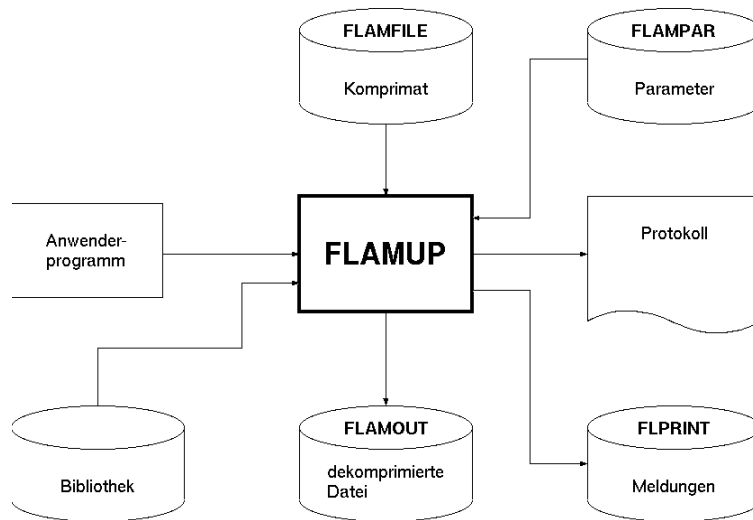 FLAMFILE
Komprimat
FLAMPAR
Parameter
Anwender-
programm
FLAMUP
Protokoll
Bibliothek
FLAMOUT
dekomprimierte
Datei
FLPRINT
Meldungen